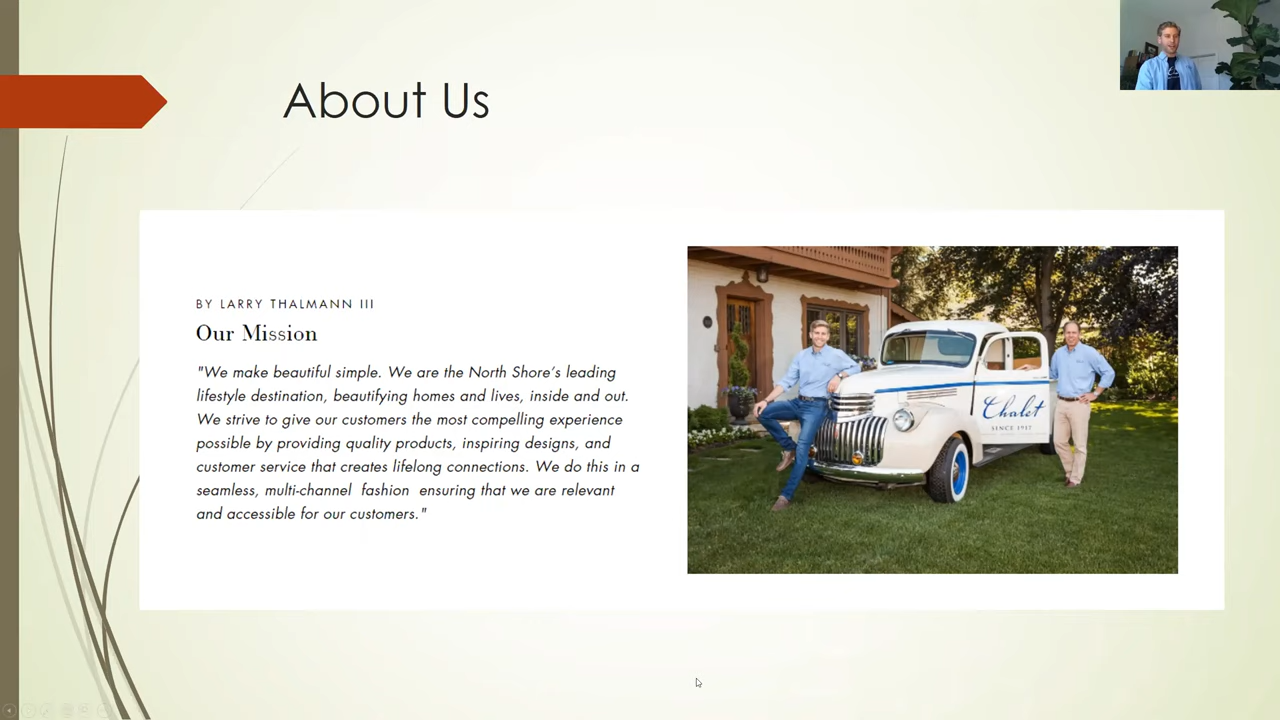 About Us
BY LARRY THALMANN III
Our Mission
"We make beautiful simple. We are the North Shore's leading
lifestyle destination, beautifying homes and lives, inside and out.
We strive to give our customers the most compelling experience
possible by providing quality products, inspiring designs, and
customer service that creates lifelong connections. We do this in a
seamless, multi-channel fashion ensuring that we are relevant
and accessible for our customers."
Chalet
SINCE 1917